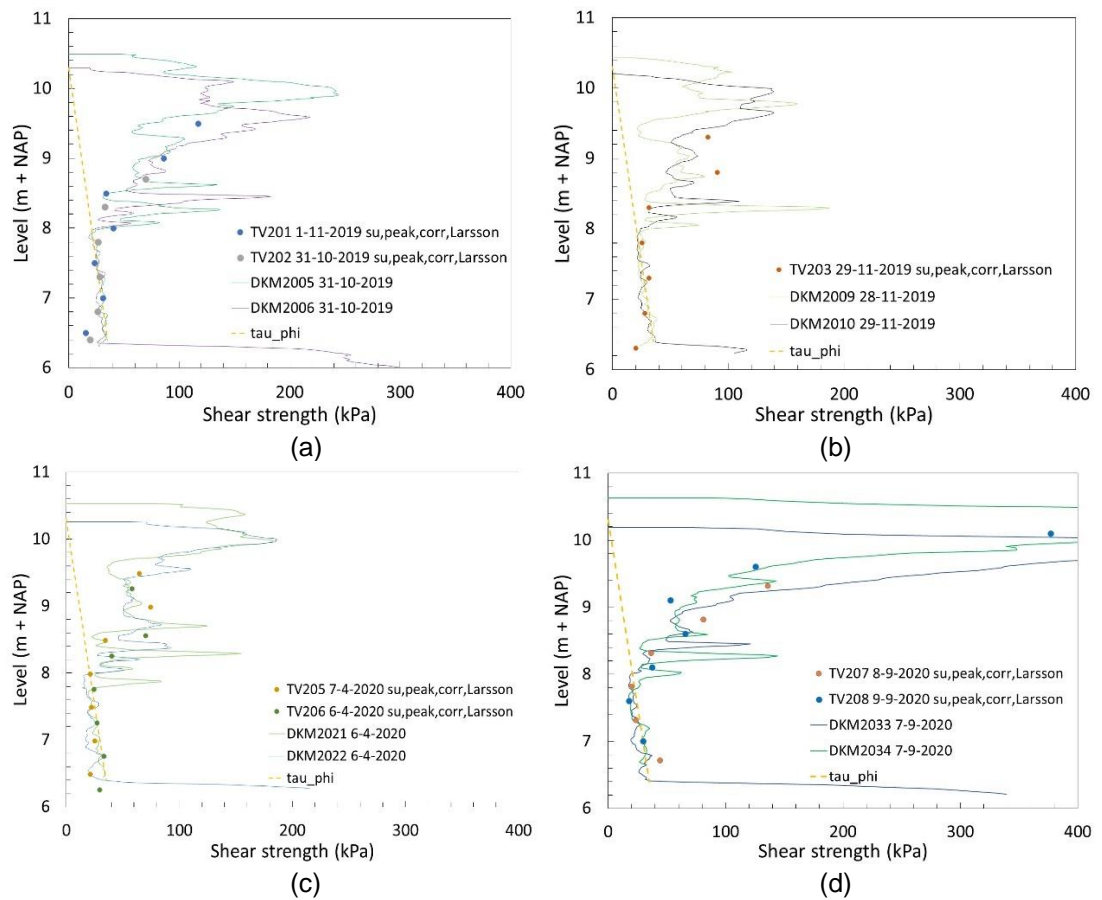 11
10
9
8
7
6
Level (m + NAP)
TV201 1-11-2019 su,peak,corr,Larsson
TV202 31-10-2019 su,peak,corr,Larsson
DKM2005 31-10-2019
DKM2006 31-10-2019
tau_phi
0 100 200 300 400
Shear strength (kPa)
(a)
11
10
9
8
7
6
Level (m + NAP)
TV203 29-11-2019 su,peak,corr,Larsson
DKM2009 28-11-2019
DKM2010 29-11-2019
tau_phi
0 100 200 300 400
Shear strength (kPa)
(b)
11
10
9
8
7
6
Level (m + NAP)
TV205 7-4-2020 su,peak,corr,Larsson
TV206 6-4-2020 su,peak,corr,Larsson
DKM2021 6-4-2020
DKM2022 6-4-2020
tau_phi
0 100 200 300 400
Shear strength (kPa)
(c)
11
10
9
8
7
6
Level (m + NAP)
TV207 8-9-2020 su,peak,corr,Larsson
TV208 9-9-2020 su,peak,corr,Larsson
DKM2033 7-9-2020
DKM2034 7-9-2020
tau_phi
0 100 200 300 400
Shear strength (kPa)
(d)